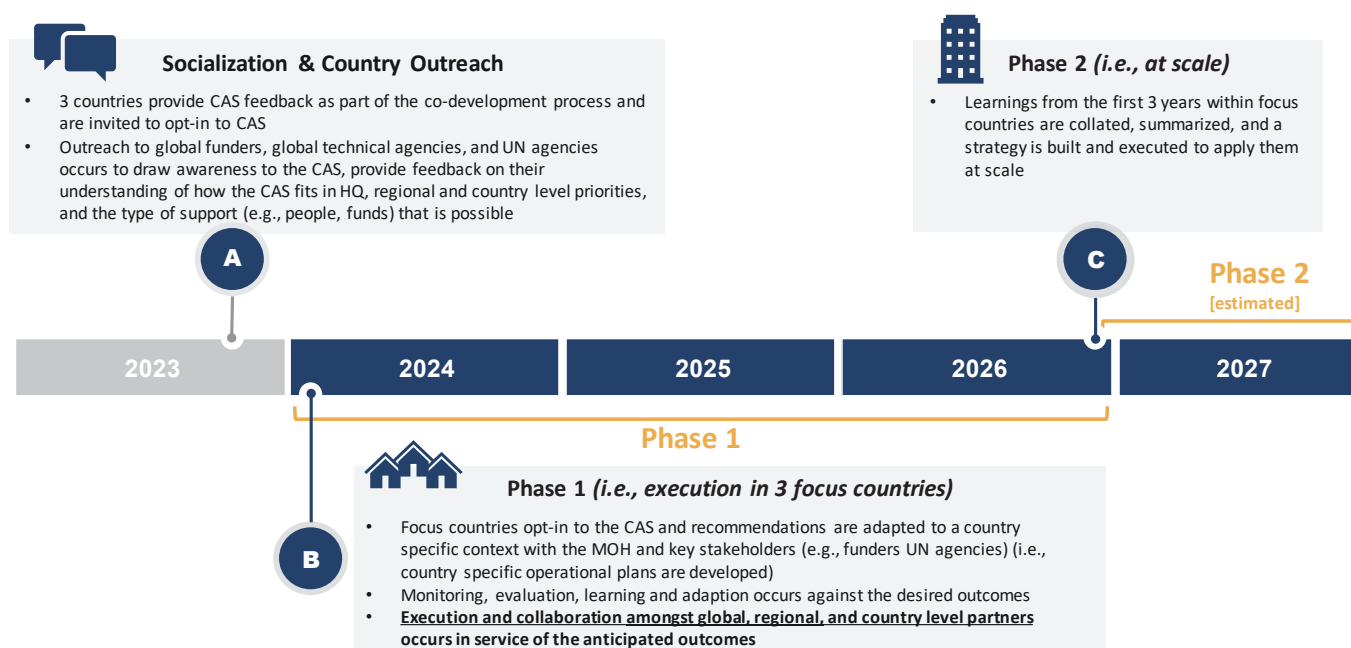 Socialization & Country Outreach
• 3 countries provide CAS feedback as part of the co-development process and
are invited to opt-in to CAS
• Outreach to global funders, global technical agencies, and UN agencies
occurs to draw awareness to the CAS, provide feedback on their
understanding of how the CAS fits in HQ, regional and country level priorities,
and the type of support (e.g., people, funds) that is possible
Phase 2 (i.e., at scale)
• Learnings from the first 3 years within focus
countries are collated, summarized, and a
strategy is built and executed to apply them
at scale
A
C
Phase 2
[estimated]
2023
2024
2025
2026
2027
Phase 1
B
Phase 1 (i.e., execution in 3 focus countries)
• Focus countries opt-in to the CAS and recommendations are adapted to a country
specific context with the MOH and key stakeholders (e.g., funders UN agencies) (i.e.,
country specific operational plans are developed)
• Monitoring, evaluation, learning and adaption occurs against the desired outcomes
• Execution and collaboration amongst global, regional, and country level partners
occurs in service of the anticipated outcomes